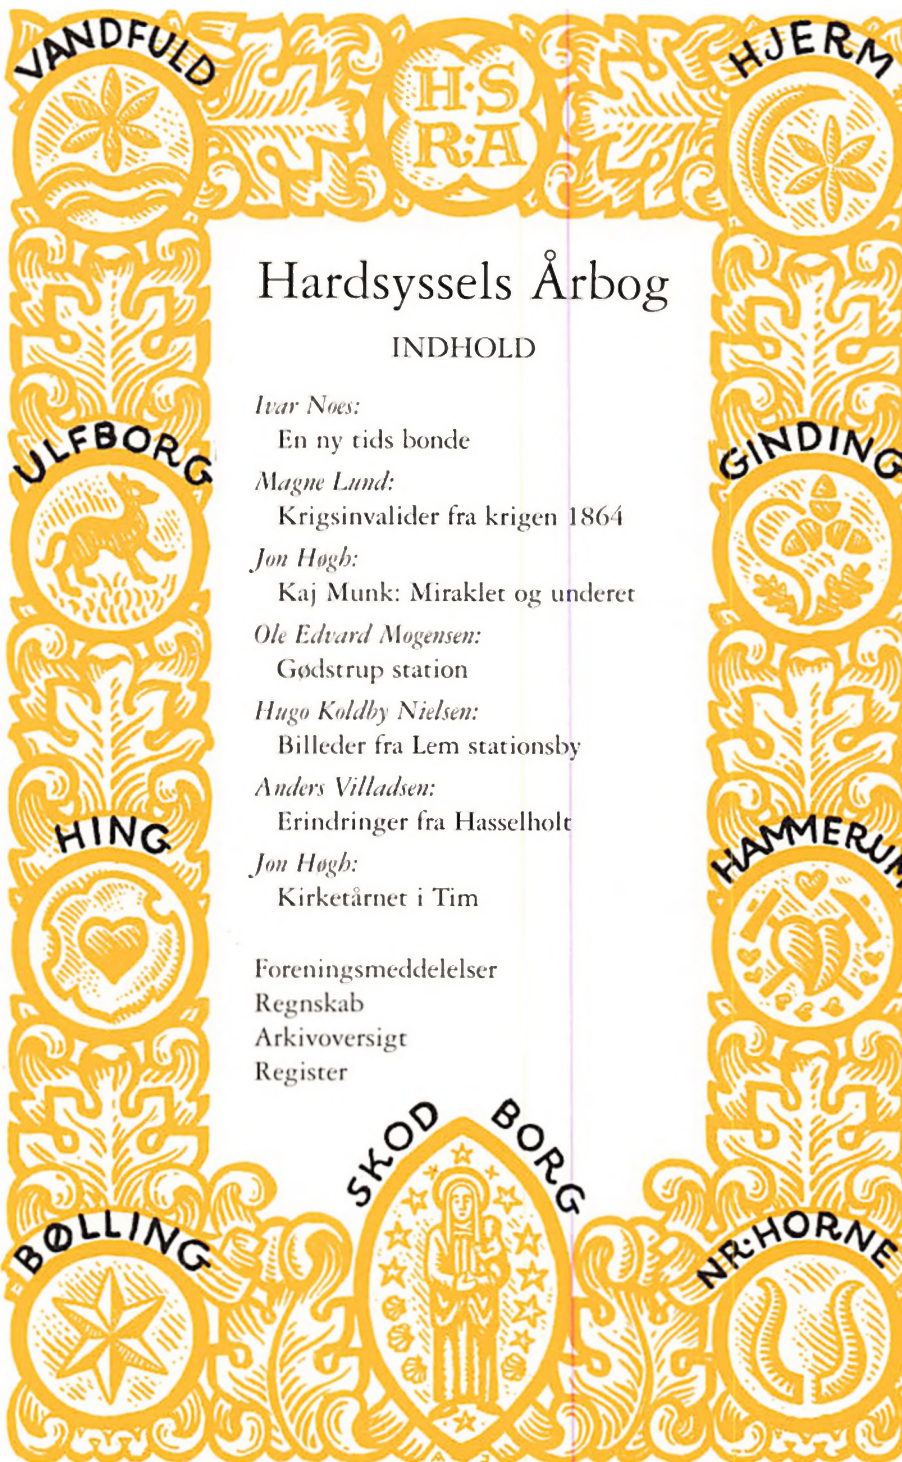 VANDFULD
H·S
R·A
HJERM
Hardsyssels Årbog
INDHOLD
Ivar Noes:
En ny tids bonde
ULFBORG
GINDING
Magne Lund:
Krigsinvalider fra krigen 1864
Jon Høgh:
Kaj Munk: Miraklet og underet
Ole Edvard Mogensen:
Gødstrup station
Hugo Koldby Nielsen:
Billeder fra Lem stationsby
Anders Villadsen:
Erindringer fra Hasselholt
HING
HAMMERUM
Jon Høgh:
Kirketårnet i Tim
Foreningsmeddelelser
Regnskab
Arkivoversigt
Register
SKODBORG
BØLLING
NR·HORNE